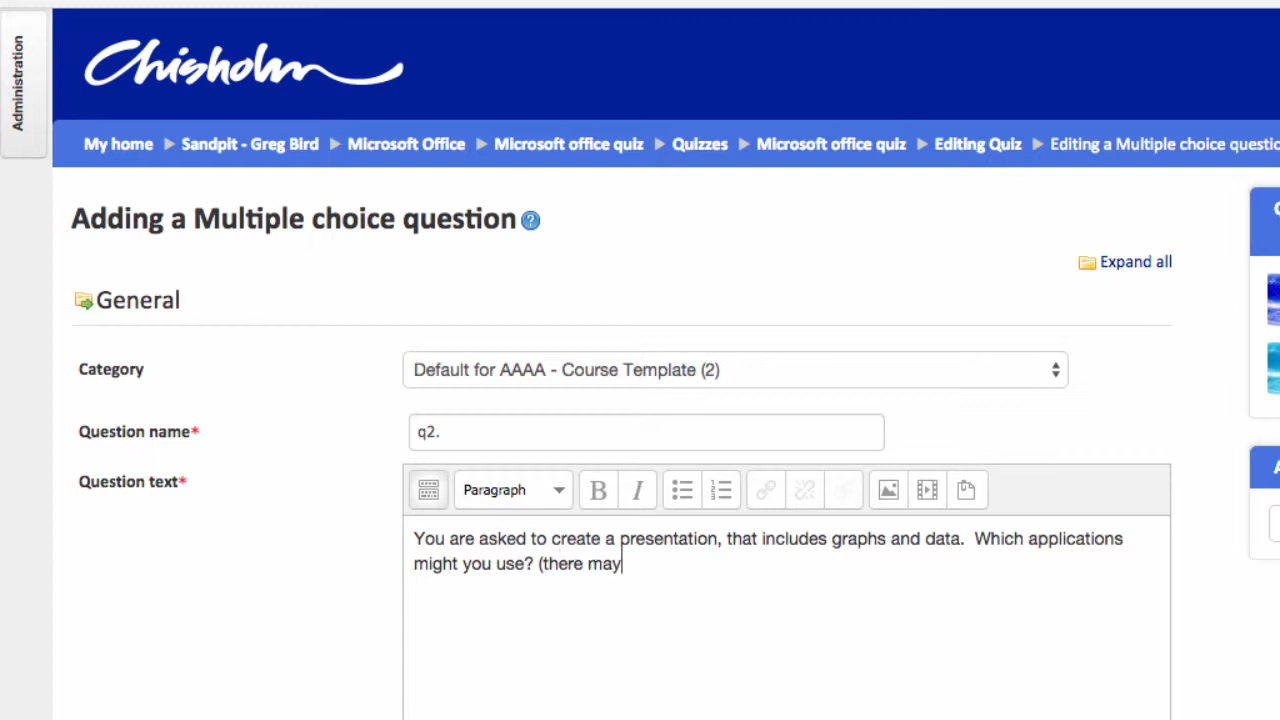 Administration
Chisholm
My home Sandpit - Greg Bird Microsoft Office Microsoft office quiz Quizzes Microsoft office quiz Editing Quiz Editing a Multiple choice
Adding a Multiple choice question
Expand all
General
Category
Default for AAAA - Course Template (2)
Question name*
q2.
Question text*
Paragraph
B I
You are asked to create a presentation, that includes graphs and data. Which applications
might you use? (there may